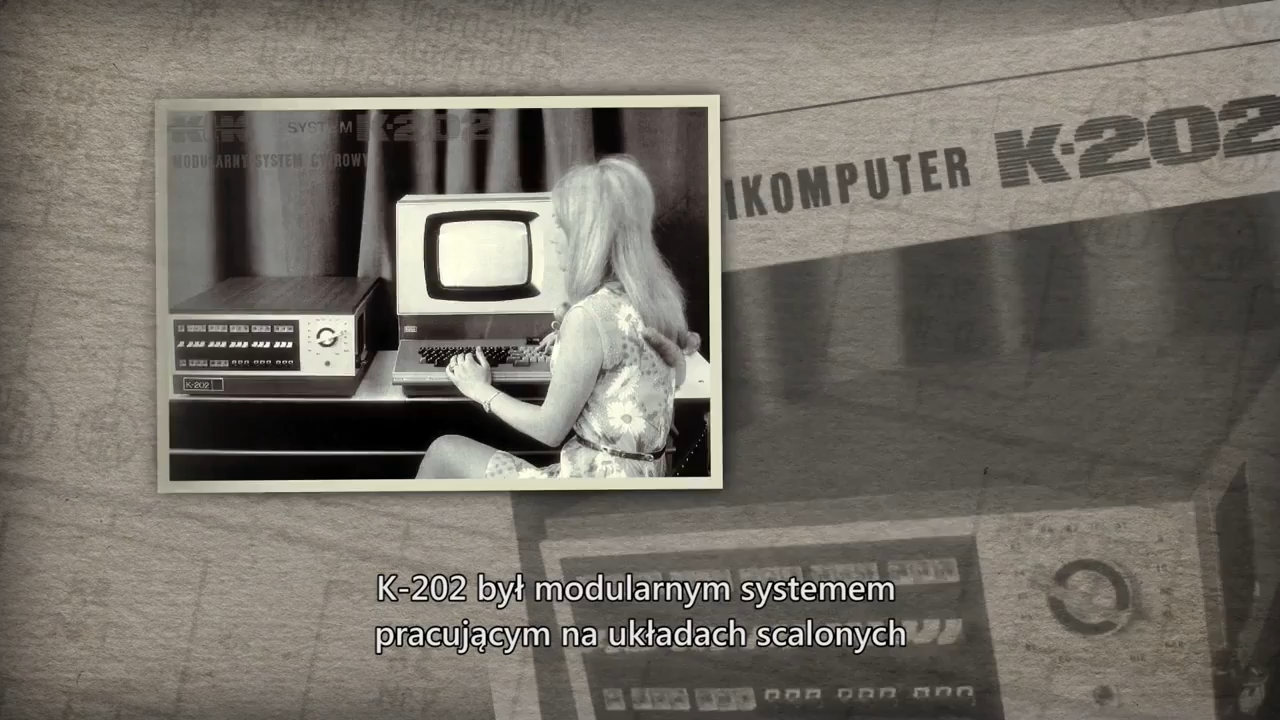 SYSTEM K-202
MODULARNY SYSTEM CYFROWY
IKOMPUTER K-202
K-202
K-202 był modularnym systemem
pracującym na układach scalonych